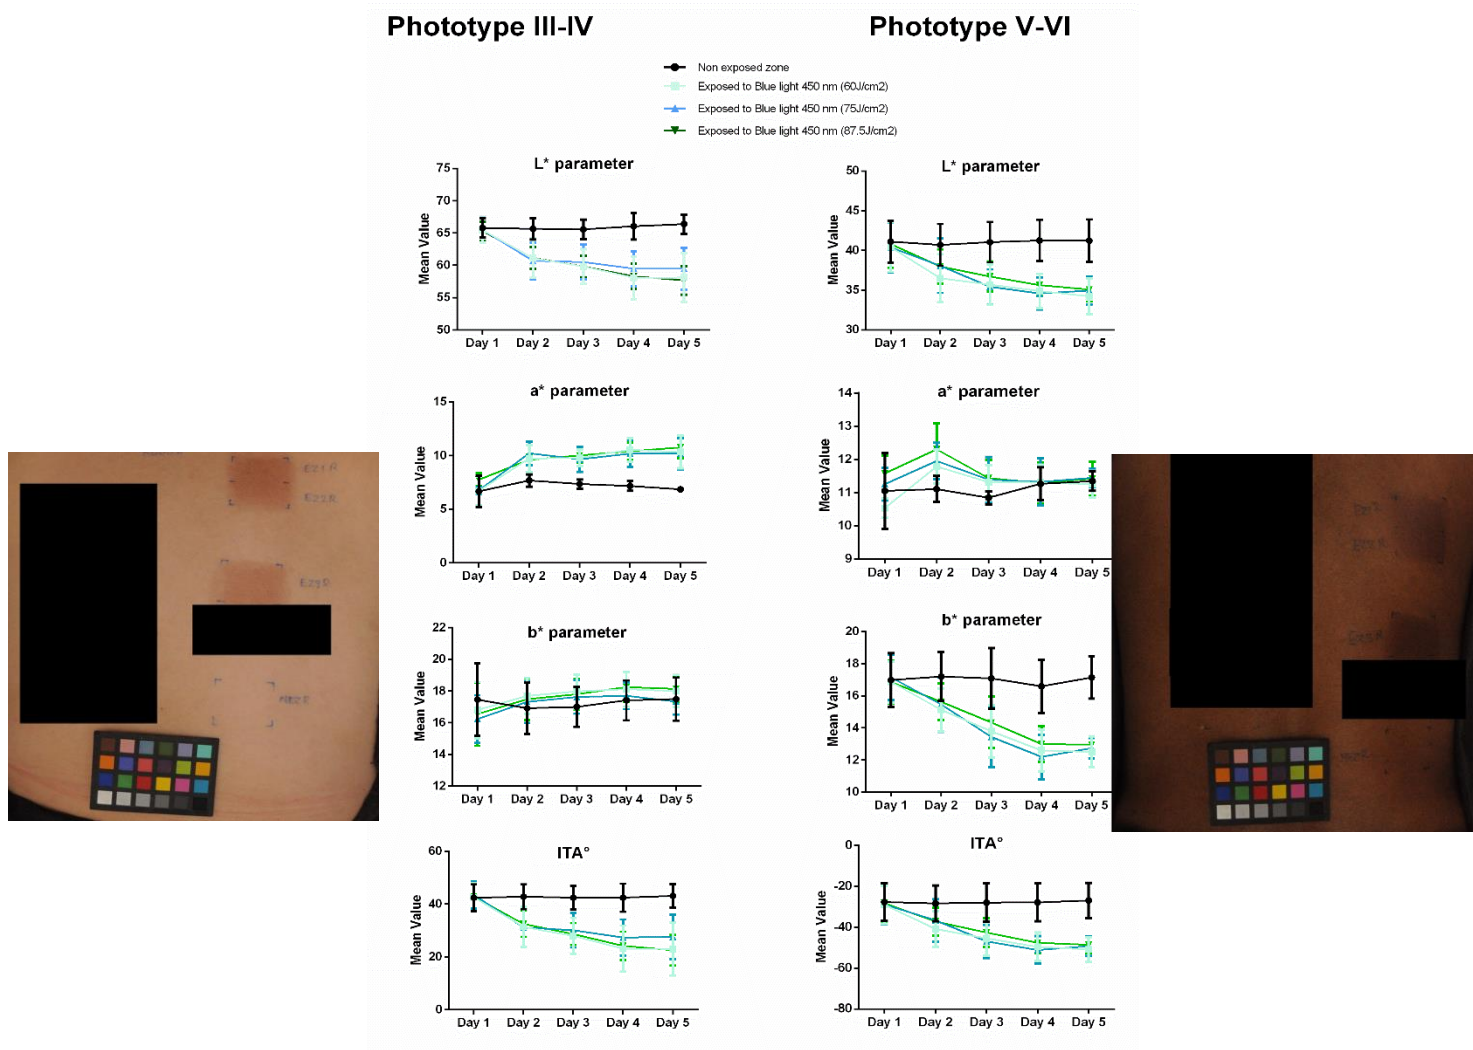 Phototype III-IV
Phototype V-VI
Non exposed zone
Exposed to Blue light 450 nm (60J/cm2)
Exposed to Blue light 450 nm (75J/cm2)
Exposed to Blue light 450 nm (87.5J/cm2)
L* parameter
75
70
65
60
55
50
Mean Value
Day 1 Day 2 Day 3 Day 4 Day 5
L* parameter
50
45
40
35
30
Mean Value
Day 1 Day 2 Day 3 Day 4 Day 5
a* parameter
15
10
5
0
Mean Value
Day 1 Day 2 Day 3 Day 4 Day 5
a* parameter
14
13
12
11
10
9
Mean Value
Day 1 Day 2 Day 3 Day 4 Day 5
b* parameter
22
20
18
16
14
12
Mean Value
Day 1 Day 2 Day 3 Day 4 Day 5
b* parameter
20
18
16
14
12
10
Mean Value
Day 1 Day 2 Day 3 Day 4 Day 5
ITA°
60
40
20
0
Mean Value
Day 1 Day 2 Day 3 Day 4 Day 5
ITA°
0
-20
-40
-60
-80
Mean Value
Day 1 Day 2 Day 3 Day 4 Day 5
EZ1R
EZ2R
EZ3R